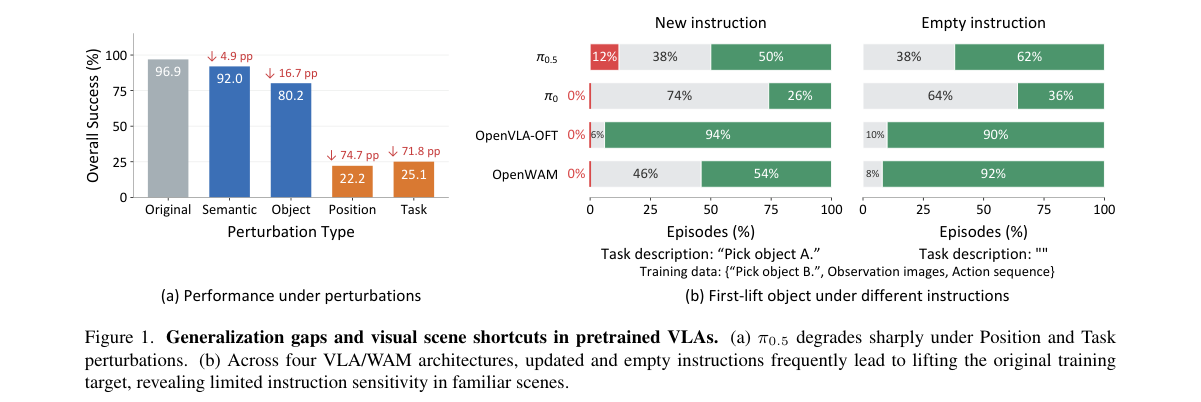 Overall Success (%)
100
75
50
25
0
96.9
↓ 4.9 pp
92.0
↓ 16.7 pp
80.2
↓ 74.7 pp
22.2
↓ 71.8 pp
25.1
Original Semantic Object Position Task
Perturbation Type
(a) Performance under perturbations
New instruction
π0.5 12% 38% 50%
π0 0% 74% 26%
OpenVLA-OFT 0% 6% 94%
OpenWAM 0% 46% 54%
0 25 50 75 100
Episodes (%)
Task description: “Pick object A.”
Empty instruction
38% 62%
64% 36%
10% 90%
8% 92%
0 25 50 75 100
Episodes (%)
Task description: ""
Training data: {“Pick object B.”, Observation images, Action sequence}
(b) First-lift object under different instructions
Figure 1. Generalization gaps and visual scene shortcuts in pretrained VLAs. (a) π0.5 degrades sharply under Position and Task
perturbations. (b) Across four VLA/WAM architectures, updated and empty instructions frequently lead to lifting the original training
target, revealing limited instruction sensitivity in familiar scenes.